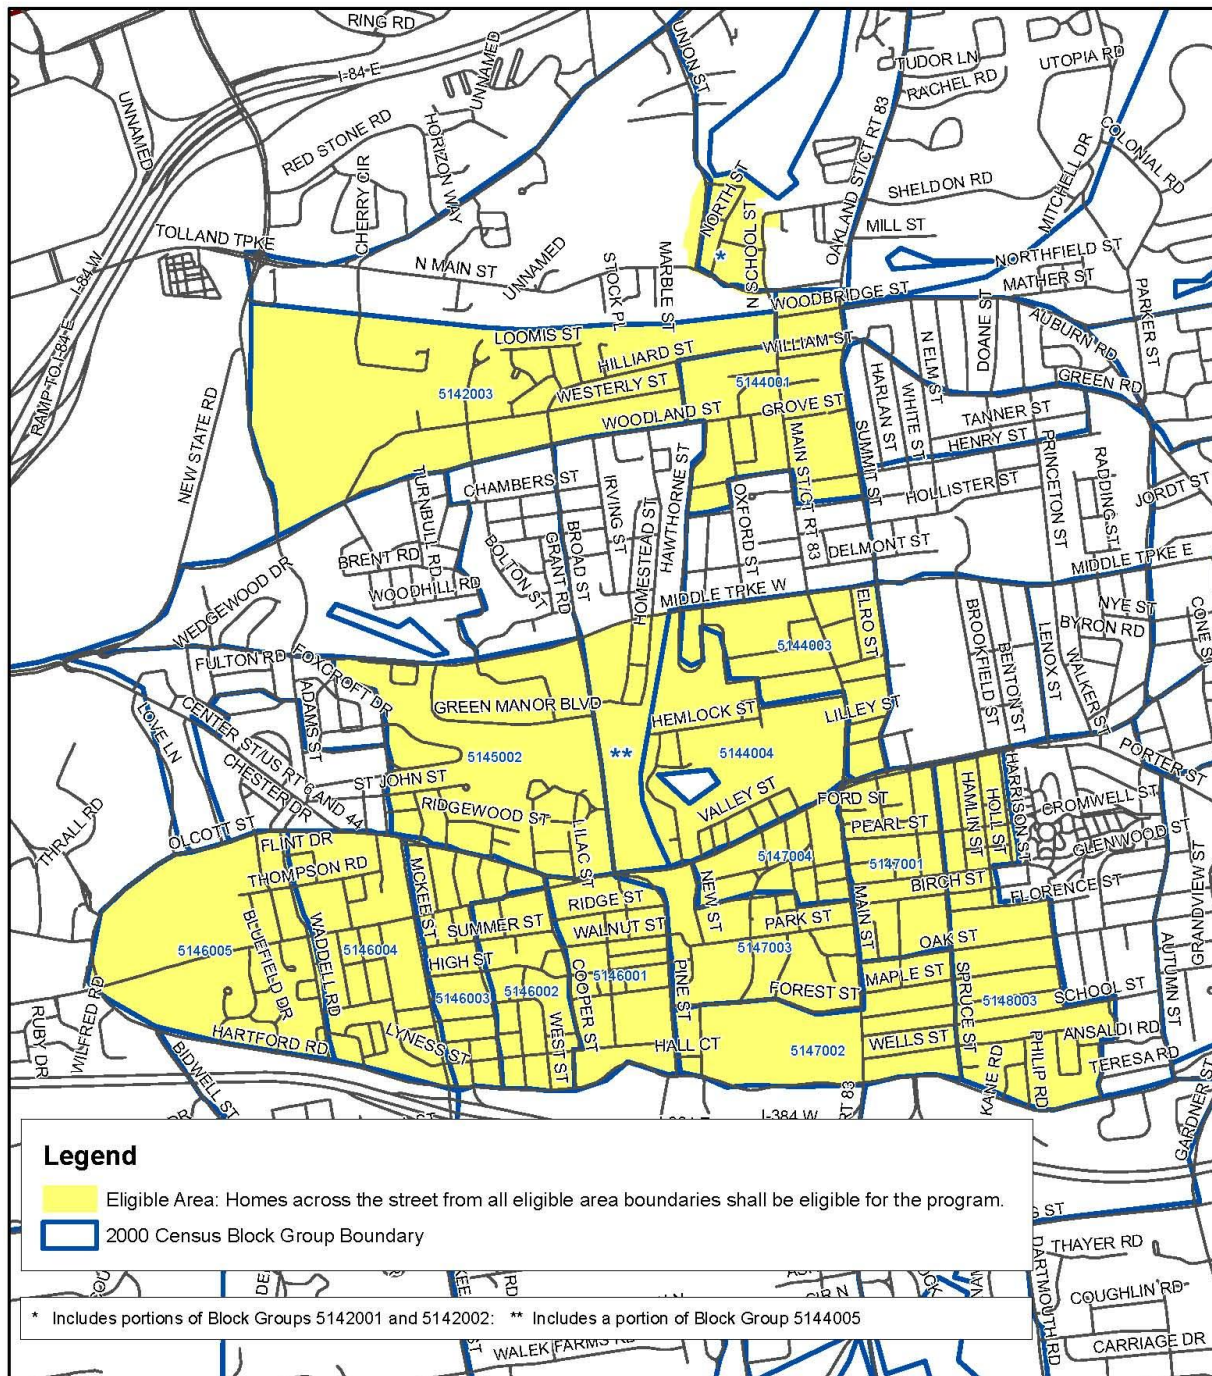 RING RD
I-84 E
UNNAMED
UNNAMED
UNION ST
TUDOR LN
UTOPIA RD
RACHEL RD
RED STONE RD
HORIZON WAY
OAKLAND ST/CT RT 83
COLONIAL RD
MITCHELL DR
CHERRY CIR
NORTH ST
SHELDON RD
N SCHOOL ST
MILL ST
TOLLAND TPKE
I-84 W
N MAIN ST
UNNAMED
STOCK PL
MARBLE ST
*
NORTHFIELD ST
MATHER ST
WOODBRIDGE ST
PARKER ST
DOANE ST
AUBURN RD
RAMP TO I-84 E
LOOMIS ST
WILLIAM ST
HILLIARD ST
N ELM ST
GREEN RD
5142003
WESTERLY ST
5144001
HARLAN ST
WHITE ST
WOODLAND ST
GROVE ST
TANNER ST
HENRY ST
NEW STATE RD
MAIN ST/CT RT 83
SUMMIT ST
PRINCETON ST
RADDING ST
TURNBULL RD
CHAMBERS ST
IRVING ST
HAWTHORNE ST
OXFORD ST
HOLLISTER ST
JORDT ST
BRENT RD
BOLTON ST
GRANT RD
BROAD ST
HOMESTEAD ST
DELMONT ST
MIDDLE TPKE E
WOODHILL RD
MIDDLE TPKE W
WEDGEWOOD DR
ELRO ST
NYE ST
BYRON RD
CONE S
FULTON RD
FOXCROFT DR
5144003
BROOKFIELD ST
BENTON ST
LENOX ST
WALKER ST
ADAMS ST
GREEN MANOR BLVD
HEMLOCK ST
LILLEY ST
LOVE LN
CENTER ST/US RT 6 AND 44
**
5145002
5144004
PORTER ST
CHESTER DR
ST JOHN ST
VALLEY ST
FORD ST
HAMLIN ST
HOLL ST
HARRISON ST
CROMWELL ST
THRALL RD
OLCOTT ST
RIDGEWOOD ST
LILAC ST
PEARL ST
GLENWOOD ST
FLINT DR
THOMPSON RD
5147004
5147001
BIRCH ST
FLORENCE ST
GRANDVIEW ST
MCKEE ST
RIDGE ST
NEW ST
MAIN ST
BLUEFIELD DR
WADDELL RD
SUMMER ST
WALNUT ST
PARK ST
OAK ST
5146005
5146004
HIGH ST
5147003
AUTUMN ST
5146003
5146002
COOPER ST
5146001
PINE ST
FOREST ST
MAPLE ST
SPRUCE ST
5148003
SCHOOL ST
RUBY DR
WILFRED RD
HARTFORD RD
LYNESS ST
WEST ST
HALL CT
5147002
WELLS ST
ANSALDI RD
TERESA RD
BIDWELL ST
KANE RD
PHILIP RD
GARDNER ST
I-384 W
RT 83
Legend
Eligible Area: Homes across the street from all eligible area boundaries shall be eligible for the program.
2000 Census Block Group Boundary
THAYER RD
DARTMOUTH RD
COUGHLIN RD
* Includes portions of Block Groups 5142001 and 5142002: ** Includes a portion of Block Group 5144005
WALEK FARMS RD
CARRIAGE DR